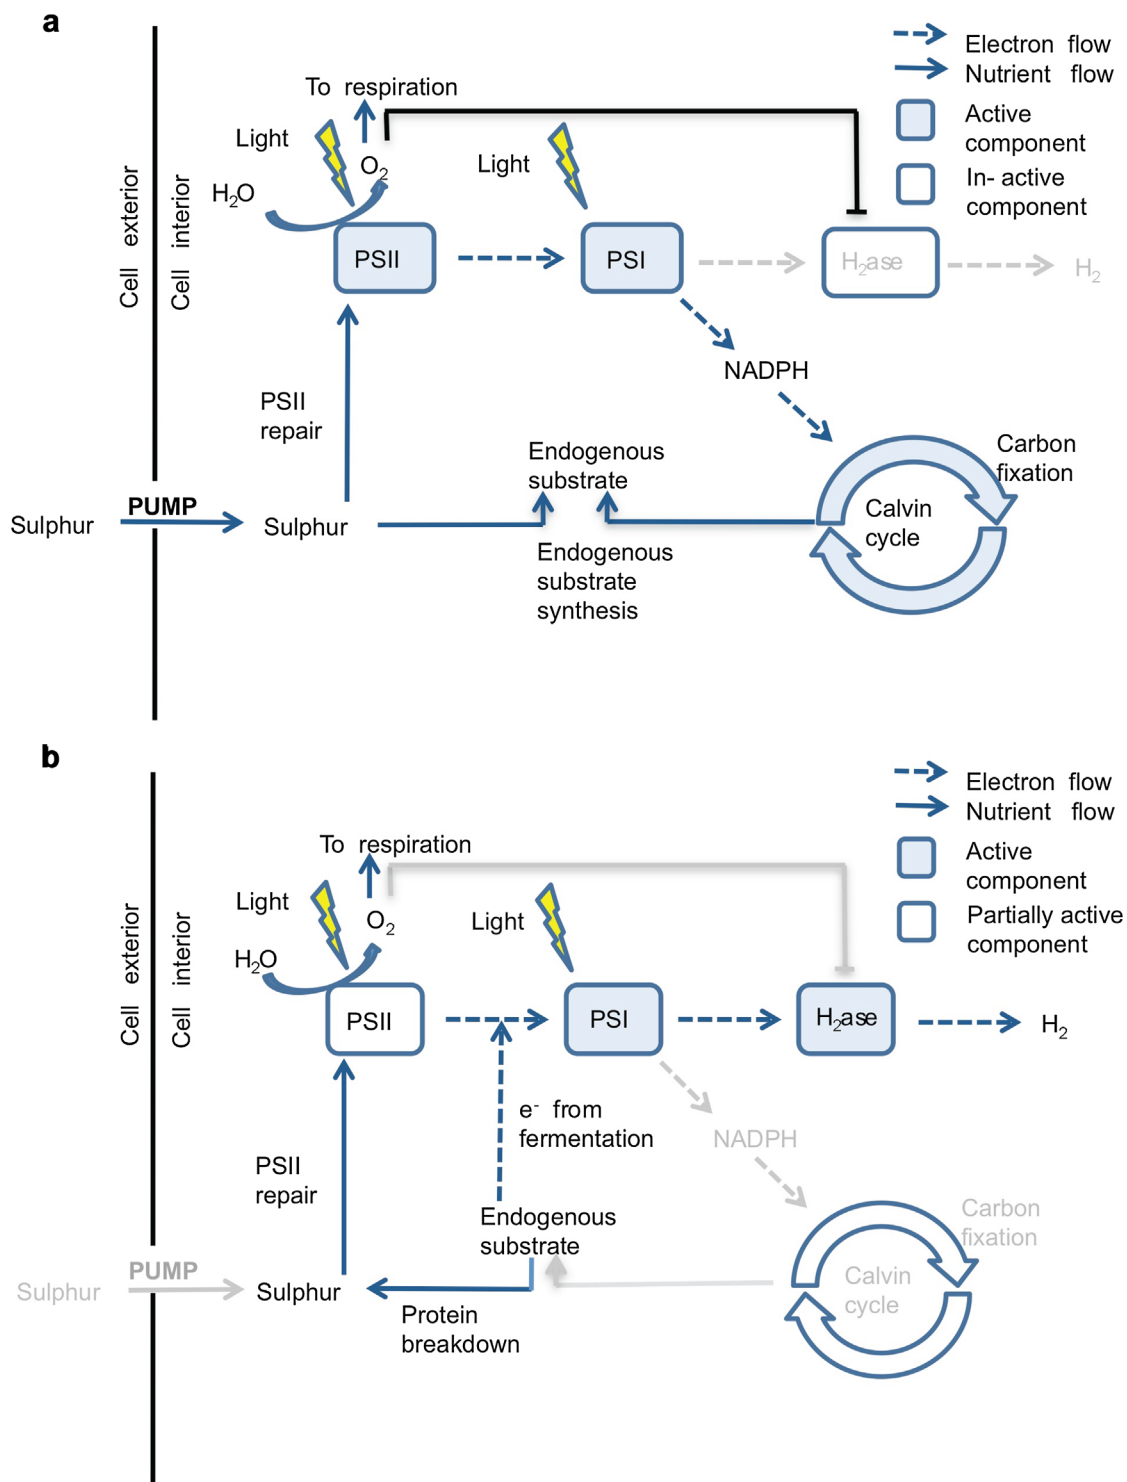 a
Electron flow
Nutrient flow
Active
component
In- active
component
To respiration
Light
O2
Light
H2O
Cell exterior
Cell interior
PSII
PSI
H2ase
H2
NADPH
PSII
repair
Carbon
fixation
Endogenous
substrate
Calvin
cycle
PUMP
Sulphur
Sulphur
Endogenous
substrate
synthesis
b
Electron flow
Nutrient flow
Active
component
Partially active
component
To respiration
Light
O2
Light
H2O
Cell exterior
Cell interior
PSII
PSI
H2ase
H2
e- from
fermentation
NADPH
PSII
repair
Endogenous
substrate
Carbon
fixation
Calvin
cycle
PUMP
Sulphur
Sulphur
Protein
breakdown